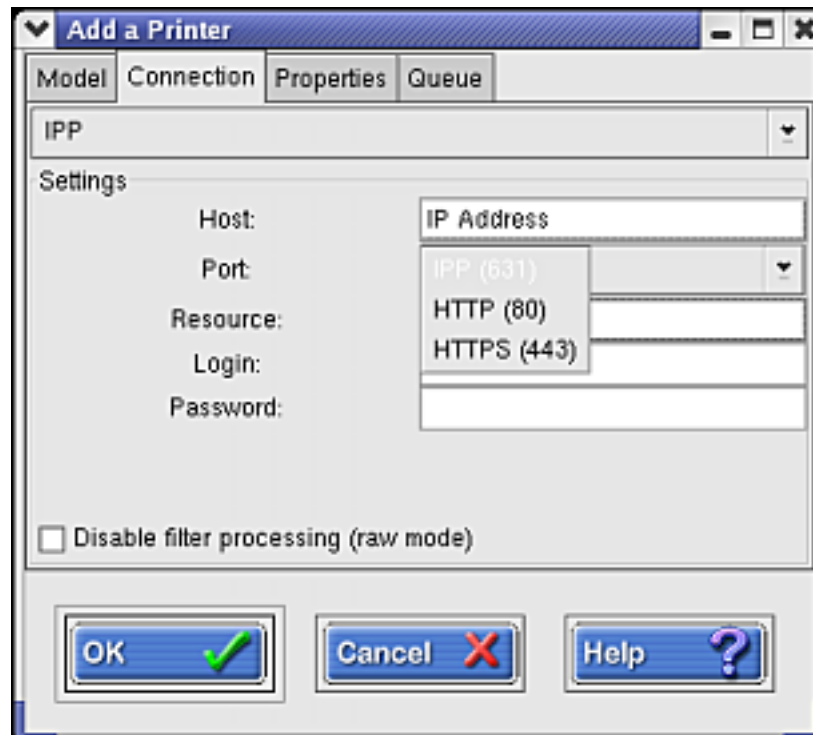 Add a Printer
Model Connection Properties Queue
IPP
Settings
Host: IP Address
Port: IPP (631)
HTTP (80)
Resource:
HTTPS (443)
Login:
Password:
Disable filter processing (raw mode)
OK Cancel Help